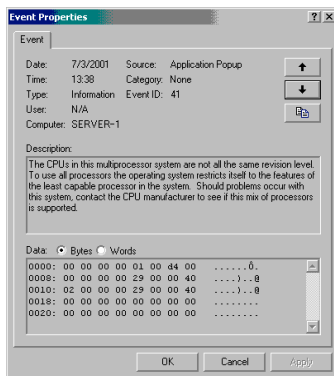 Event Properties
Event
Date: 7/3/2001 Source: Application Popup
Time: 13:38 Category: None
Type: Information Event ID: 41
User: N/A
Computer: SERVER-1
Description:
The CPUs in this multiprocessor system are not all the same revision level.
To use all processors the operating system restricts itself to the features of
the least capable processor in the system. Should problems occur with
this system, contact the CPU manufacturer to see if this mix of processors
is supported.
Data: Bytes Words
0000: 00 00 00 00 01 00 d4 00 ......Ô.
0008: 00 00 00 00 29 00 00 40 ....)..@
0010: 02 00 00 00 29 00 00 40 ....)..@
0018: 00 00 00 00 00 00 00 00 ........
0020: 00 00 00 00 00 00 00 00 ........
OK Cancel Apply